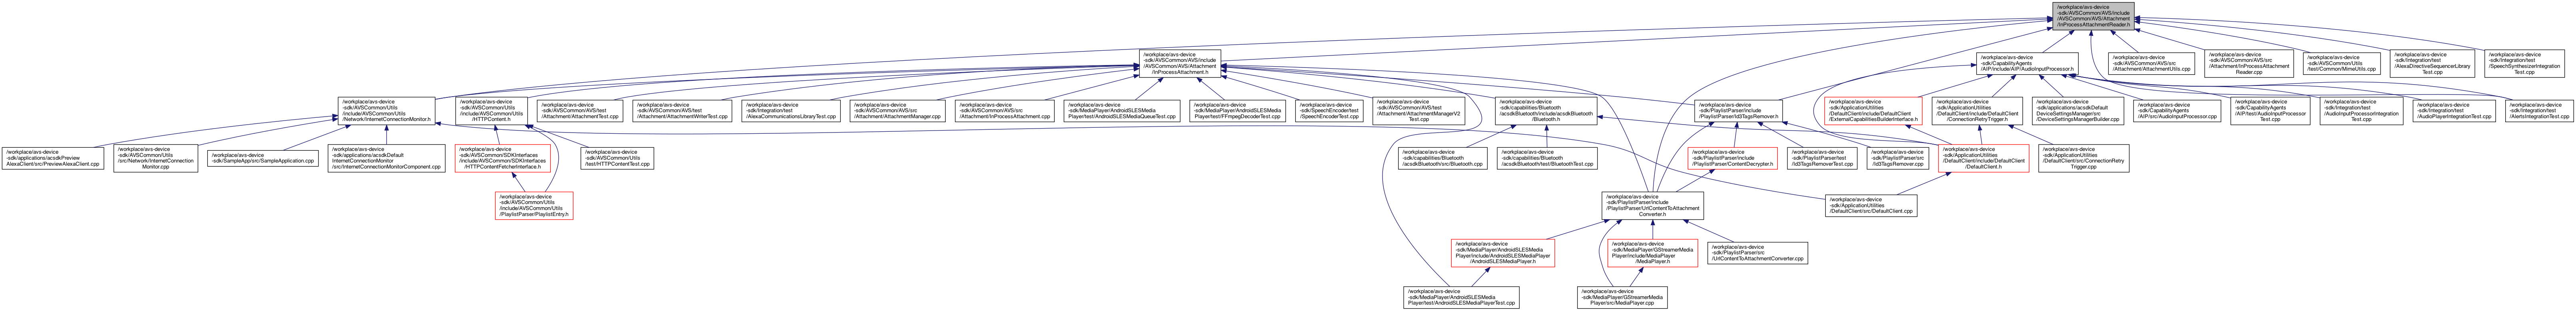 /workplace/avs-device
-sdk/AVSCommon/AVS/include
/AVSCommon/AVS/Attachment
/InProcessAttachmentReader.h
/workplace/avs-device
-sdk/AVSCommon/AVS/include
/AVSCommon/AVS/Attachment
/InProcessAttachment.h
/workplace/avs-device
-sdk/CapabilityAgents
/AIP/include/AIP/AudioInputProcessor.h
/workplace/avs-device
-sdk/AVSCommon/AVS/src
/Attachment/AttachmentUtils.cpp
/workplace/avs-device
-sdk/AVSCommon/AVS/src
/Attachment/InProcessAttachment
Reader.cpp
/workplace/avs-device
-sdk/AVSCommon/Utils
/test/Common/MimeUtils.cpp
/workplace/avs-device
-sdk/Integration/test
/AlexaDirectiveSequencerLibrary
Test.cpp
/workplace/avs-device
-sdk/Integration/test
/SpeechSynthesizerIntegration
Test.cpp
/workplace/avs-device
-sdk/AVSCommon/Utils
/include/AVSCommon/Utils
/Network/InternetConnectionMonitor.h
/workplace/avs-device
-sdk/AVSCommon/Utils
/include/AVSCommon/Utils
/HTTPContent.h
/workplace/avs-device
-sdk/AVSCommon/AVS/test
/Attachment/AttachmentTest.cpp
/workplace/avs-device
-sdk/AVSCommon/AVS/test
/Attachment/AttachmentWriterTest.cpp
/workplace/avs-device
-sdk/Integration/test
/AlexaCommunicationsLibraryTest.cpp
/workplace/avs-device
-sdk/AVSCommon/AVS/src
/Attachment/AttachmentManager.cpp
/workplace/avs-device
-sdk/AVSCommon/AVS/src
/Attachment/InProcessAttachment.cpp
/workplace/avs-device
-sdk/MediaPlayer/AndroidSLESMedia
Player/test/AndroidSLESMediaQueueTest.cpp
/workplace/avs-device
-sdk/MediaPlayer/AndroidSLESMedia
Player/test/FFmpegDecoderTest.cpp
/workplace/avs-device
-sdk/SpeechEncoder/test
/SpeechEncoderTest.cpp
/workplace/avs-device
-sdk/AVSCommon/AVS/test
/Attachment/AttachmentManagerV2
Test.cpp
/workplace/avs-device
-sdk/capabilities/Bluetooth
/acsdkBluetooth/include/acsdkBluetooth
/Bluetooth.h
/workplace/avs-device
-sdk/PlaylistParser/include
/PlaylistParser/Id3TagsRemover.h
/workplace/avs-device
-sdk/ApplicationUtilities
/DefaultClient/include/DefaultClient
/ExternalCapabilitiesBuilderInterface.h
/workplace/avs-device
-sdk/ApplicationUtilities
/DefaultClient/include/DefaultClient
/ConnectionRetryTrigger.h
/workplace/avs-device
-sdk/applications/acsdkDefault
DeviceSettingsManager/src
/DeviceSettingsManagerBuilder.cpp
/workplace/avs-device
-sdk/CapabilityAgents
/AIP/src/AudioInputProcessor.cpp
/workplace/avs-device
-sdk/CapabilityAgents
/AIP/test/AudioInputProcessor
Test.cpp
/workplace/avs-device
-sdk/Integration/test
/AudioInputProcessorIntegration
Test.cpp
/workplace/avs-device
-sdk/Integration/test
/AudioPlayerIntegrationTest.cpp
/workplace/avs-device
-sdk/Integration/test
/AlertsIntegrationTest.cpp
/workplace/avs-device
-sdk/applications/acsdkPreview
AlexaClient/src/PreviewAlexaClient.cpp
/workplace/avs-device
-sdk/AVSCommon/Utils
/src/Network/InternetConnection
Monitor.cpp
/workplace/avs-device
-sdk/SampleApp/src/SampleApplication.cpp
/workplace/avs-device
-sdk/applications/acsdkDefault
InternetConnectionMonitor
/src/InternetConnectionMonitorComponent.cpp
/workplace/avs-device
-sdk/AVSCommon/SDKInterfaces
/include/AVSCommon/SDKInterfaces
/HTTPContentFetcherInterface.h
/workplace/avs-device
-sdk/AVSCommon/Utils
/test/HTTPContentTest.cpp
/workplace/avs-device
-sdk/capabilities/Bluetooth
/acsdkBluetooth/src/Bluetooth.cpp
/workplace/avs-device
-sdk/capabilities/Bluetooth
/acsdkBluetooth/test/BluetoothTest.cpp
/workplace/avs-device
-sdk/PlaylistParser/include
/PlaylistParser/ContentDecrypter.h
/workplace/avs-device
-sdk/PlaylistParser/test
/Id3TagsRemoverTest.cpp
/workplace/avs-device
-sdk/PlaylistParser/src
/Id3TagsRemover.cpp
/workplace/avs-device
-sdk/ApplicationUtilities
/DefaultClient/include/DefaultClient
/DefaultClient.h
/workplace/avs-device
-sdk/ApplicationUtilities
/DefaultClient/src/ConnectionRetry
Trigger.cpp
/workplace/avs-device
-sdk/AVSCommon/Utils
/include/AVSCommon/Utils
/PlaylistParser/PlaylistEntry.h
/workplace/avs-device
-sdk/PlaylistParser/include
/PlaylistParser/UrlContentToAttachment
Converter.h
/workplace/avs-device
-sdk/ApplicationUtilities
/DefaultClient/src/DefaultClient.cpp
/workplace/avs-device
-sdk/MediaPlayer/AndroidSLESMedia
Player/include/AndroidSLESMediaPlayer
/AndroidSLESMediaPlayer.h
/workplace/avs-device
-sdk/MediaPlayer/GStreamerMedia
Player/include/MediaPlayer
/MediaPlayer.h
/workplace/avs-device
-sdk/PlaylistParser/src
/UrlContentToAttachmentConverter.cpp
/workplace/avs-device
-sdk/MediaPlayer/AndroidSLESMedia
Player/test/AndroidSLESMediaPlayerTest.cpp
/workplace/avs-device
-sdk/MediaPlayer/GStreamerMedia
Player/src/MediaPlayer.cpp